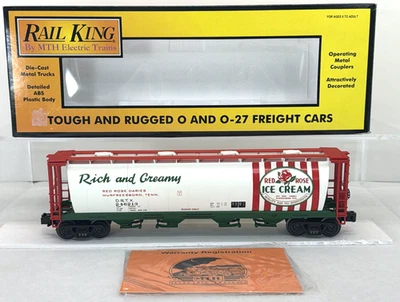 RAIL KING
By MTH Electric Trains
FOR AGES 8 TO ADULT
Die-Cast
Metal Trucks
Detailed
ABS
Plastic Body
Operating
Metal
Couplers
Attractively
Decorated
TOUGH AND RUGGED O AND O-27 FREIGHT CARS
Rich and Creamy
RED ROSE DAIRIES
MURFREESBORO, TENN.
RED ROSE
ICE CREAM
Warranty Registration